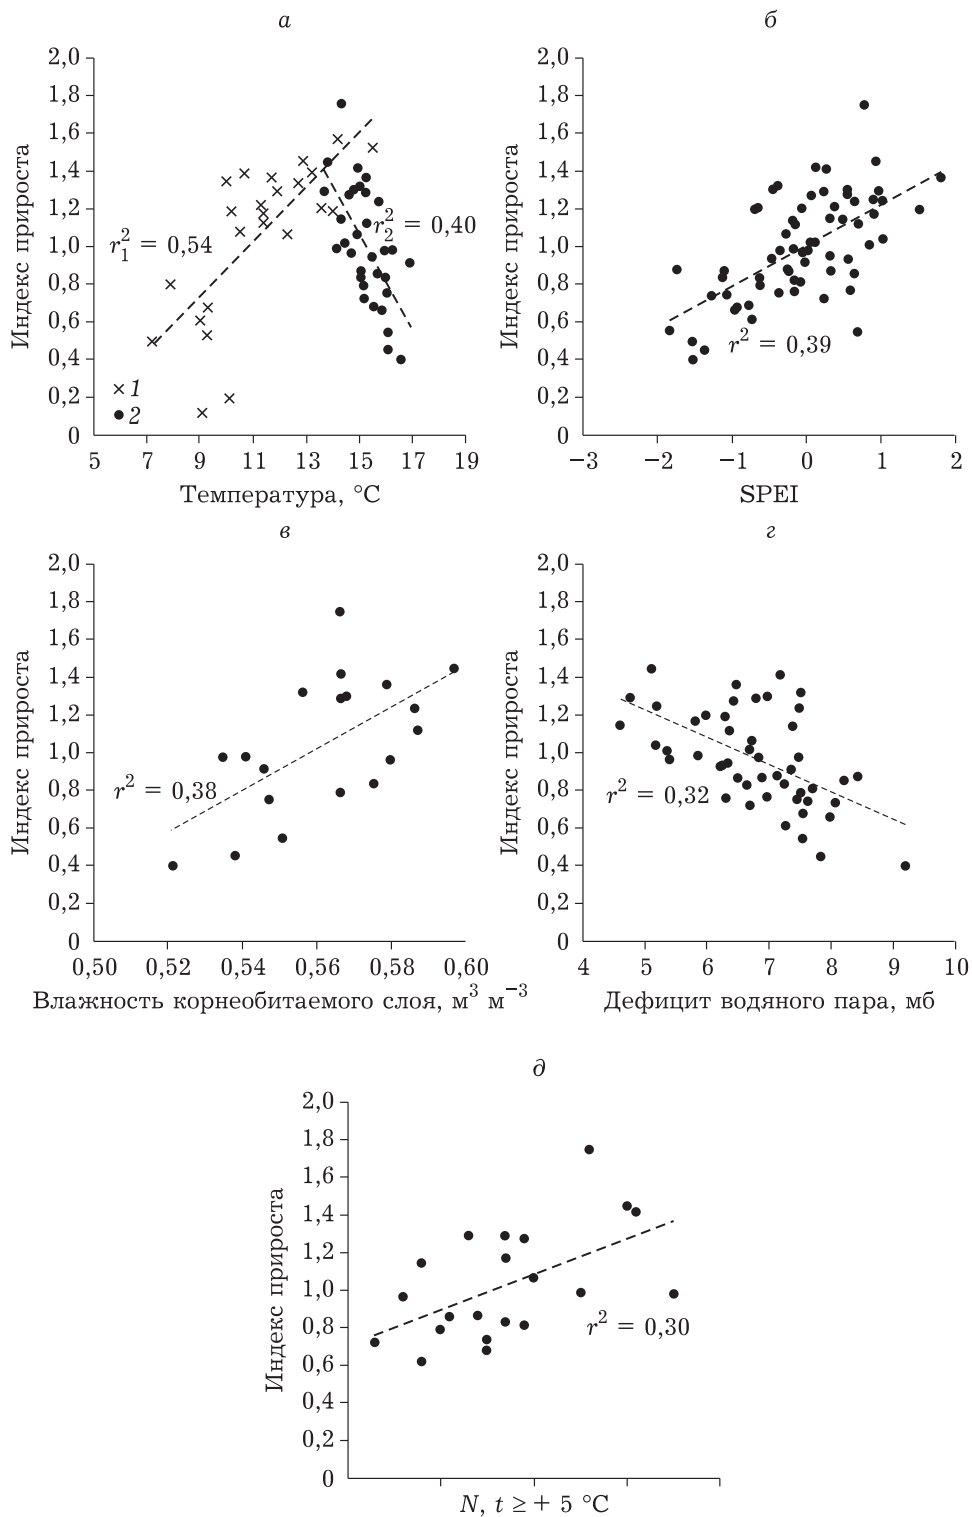 а
2,0
1,8
1,6
1,4
1,2
1,0
0,8
0,6
0,4
0,2
0
Индекс прироста
r₁² = 0,54
r₂² = 0,40
× 1
● 2
5 7 9 11 13 15 17 19
Температура, °С
б
2,0
1,8
1,6
1,4
1,2
1,0
0,8
0,6
0,4
0,2
0
Индекс прироста
r² = 0,39
−3 −2 −1 0 1 2
SPEI
в
2,0
1,8
1,6
1,4
1,2
1,0
0,8
0,6
0,4
0,2
0
Индекс прироста
r² = 0,38
0,50 0,52 0,54 0,56 0,58 0,60
Влажность корнеобитаемого слоя, м³ м⁻³
г
2,0
1,8
1,6
1,4
1,2
1,0
0,8
0,6
0,4
0,2
0
Индекс прироста
r² = 0,32
4 5 6 7 8 9 10
Дефицит водяного пара, мб
д
2,0
1,8
1,6
1,4
1,2
1,0
0,8
0,6
0,4
0,2
0
Индекс прироста
r² = 0,30
N, t ≥ + 5 °С